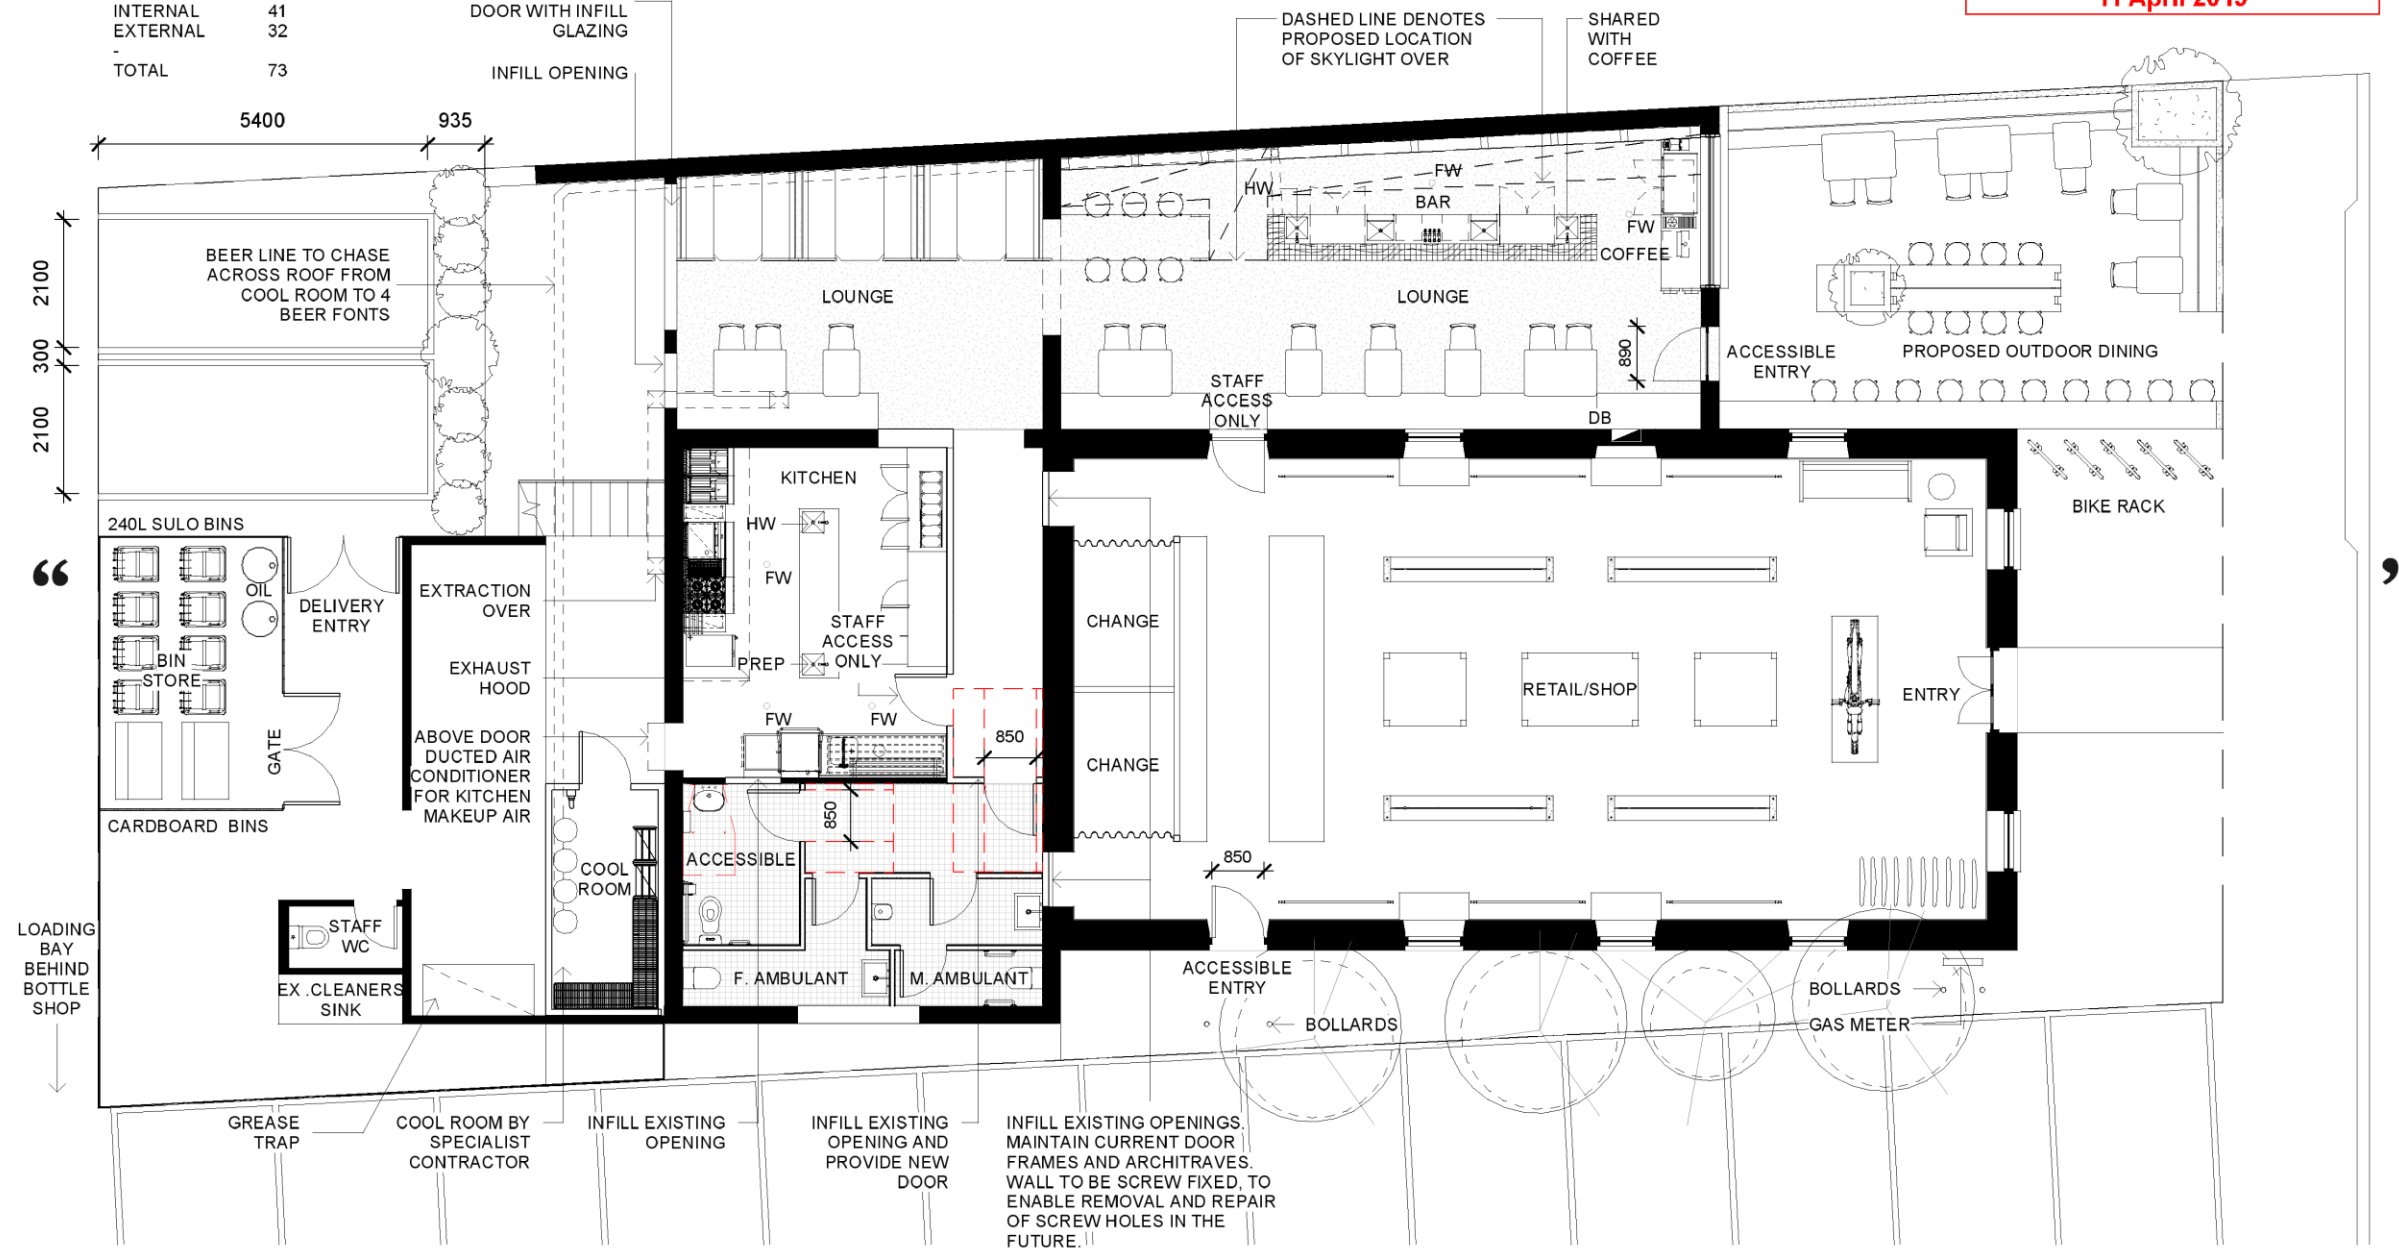 INTERNAL 41
EXTERNAL 32
-
TOTAL 73
DOOR WITH INFILL
GLAZING
INFILL OPENING
DASHED LINE DENOTES
PROPOSED LOCATION
OF SKYLIGHT OVER
SHARED
WITH
COFFEE
11 April 2019
5400
935
2100
300
2100
BEER LINE TO CHASE
ACROSS ROOF FROM
COOL ROOM TO 4
BEER FONTS
HW
FW
BAR
FW
COFFEE
LOUNGE
LOUNGE
890
ACCESSIBLE
ENTRY
PROPOSED OUTDOOR DINING
STAFF
ACCESS
ONLY
DB
BIKE RACK
240L SULO BINS
OIL
BIN
STORE
DELIVERY
ENTRY
GATE
CARDBOARD BINS
EXTRACTION
OVER
EXHAUST
HOOD
ABOVE DOOR
DUCTED AIR
CONDITIONER
FOR KITCHEN
MAKEUP AIR
KITCHEN
HW
FW
STAFF
ACCESS
ONLY
PREP
FW
FW
850
850
CHANGE
CHANGE
RETAIL/SHOP
ENTRY
“
’
ACCESSIBLE
COOL
ROOM
850
STAFF
WC
EX .CLEANERS
SINK
LOADING
BAY
BEHIND
BOTTLE
SHOP
F. AMBULANT
M. AMBULANT
ACCESSIBLE
ENTRY
BOLLARDS
BOLLARDS
GAS METER
GREASE
TRAP
COOL ROOM BY
SPECIALIST
CONTRACTOR
INFILL EXISTING
OPENING
INFILL EXISTING
OPENING AND
PROVIDE NEW
DOOR
INFILL EXISTING OPENINGS.
MAINTAIN CURRENT DOOR
FRAMES AND ARCHITRAVES.
WALL TO BE SCREW FIXED, TO
ENABLE REMOVAL AND REPAIR
OF SCREW HOLES IN THE
FUTURE.